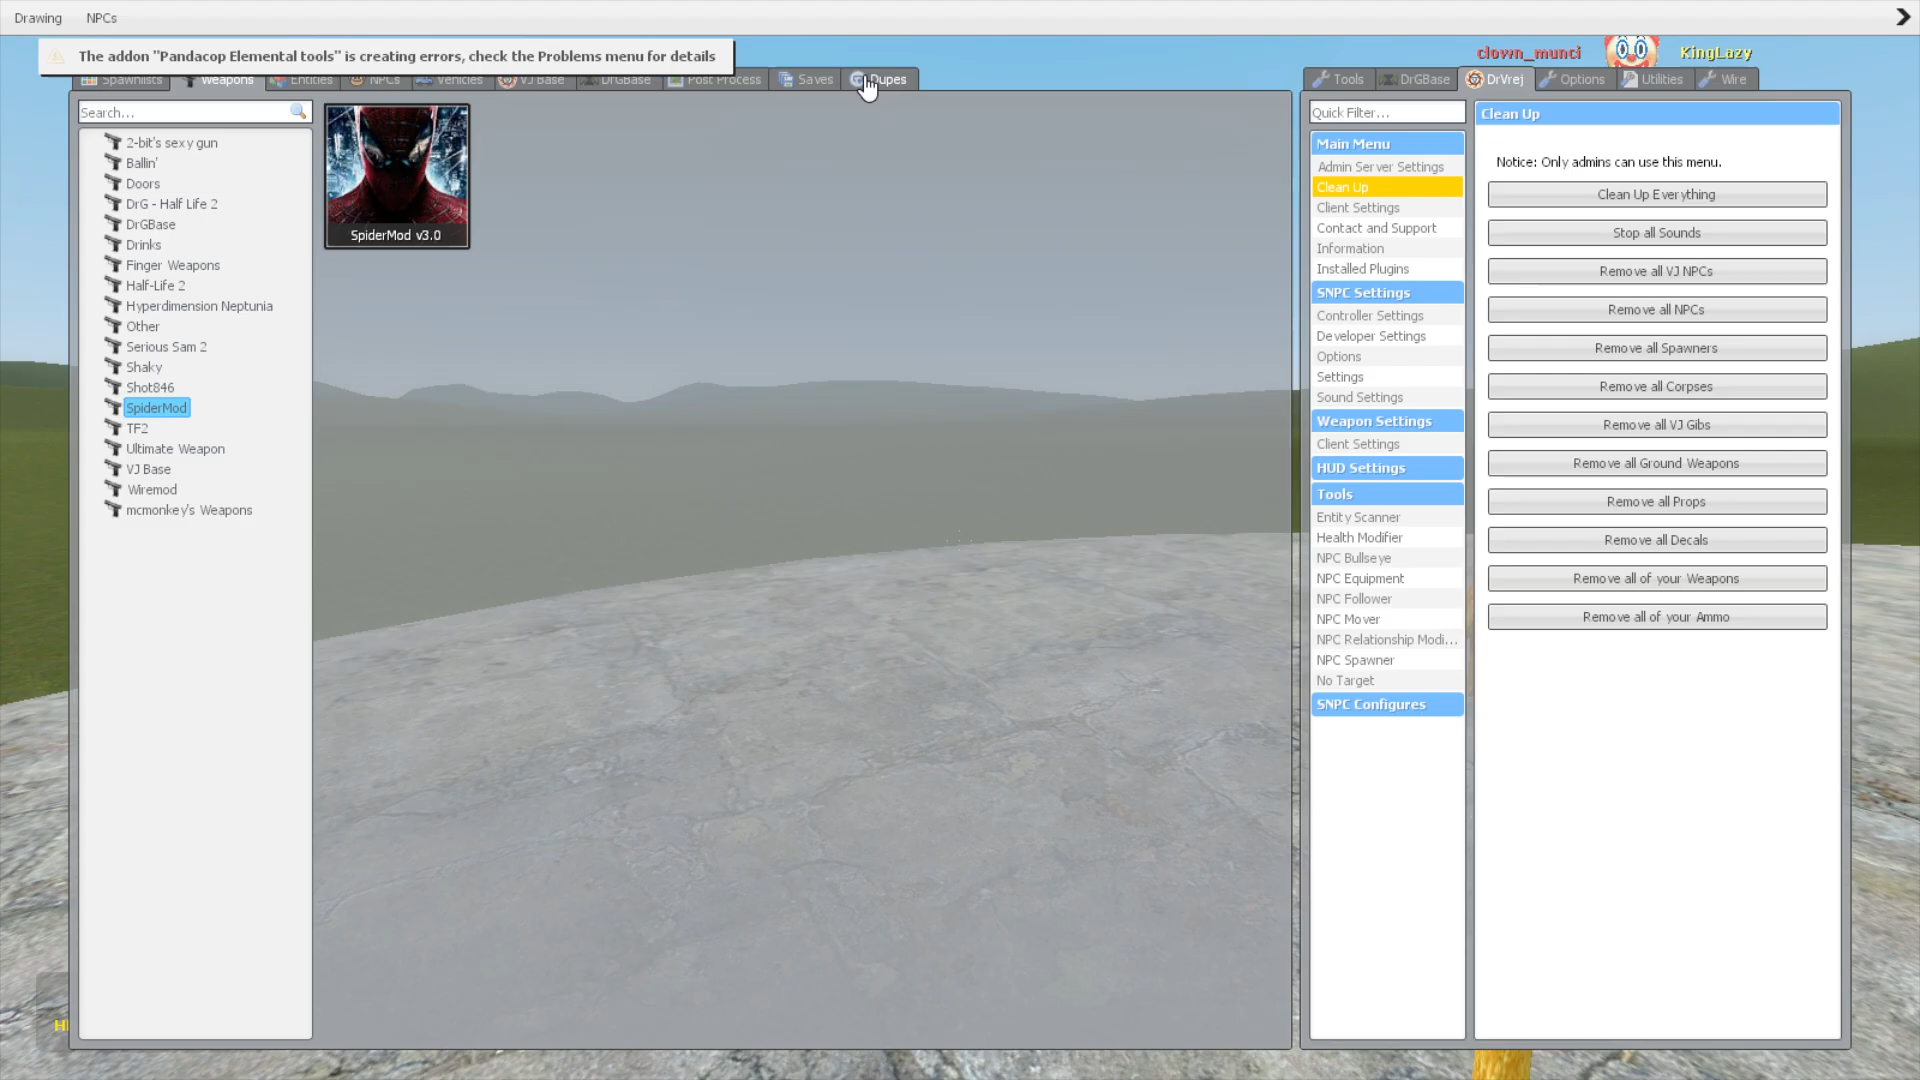 Drawing NPCs
The addon "Pandacop Elemental tools" is creating errors, check the Problems menu for details
clown_munci KingLazy
Spawnlists Weapons Entities NPCs Vehicles VJ Base DrGBase Post Process Saves Dupes
Tools DrGBase DrVrej Options Utilities Wire
Search...
2-bit's sexy gun
Ballin'
Doors
DrG - Half Life 2
DrGBase
Drinks
Finger Weapons
Half-Life 2
Hyperdimension Neptunia
Other
Serious Sam 2
Shaky
Shot846
SpiderMod
TF2
Ultimate Weapon
VJ Base
Wiremod
mcmonkey's Weapons
SpiderMod v3.0
Quick Filter...
Main Menu
Admin Server Settings
Clean Up
Client Settings
Contact and Support
Information
Installed Plugins
SNPC Settings
Controller Settings
Developer Settings
Options
Settings
Sound Settings
Weapon Settings
Client Settings
HUD Settings
Tools
Entity Scanner
Health Modifier
NPC Bullseye
NPC Equipment
NPC Follower
NPC Mover
NPC Relationship Modi...
NPC Spawner
No Target
SNPC Configures
Clean Up
Notice: Only admins can use this menu.
Clean Up Everything
Stop all Sounds
Remove all VJ NPCs
Remove all NPCs
Remove all Spawners
Remove all Corpses
Remove all VJ Gibs
Remove all Ground Weapons
Remove all Props
Remove all Decals
Remove all of your Weapons
Remove all of your Ammo